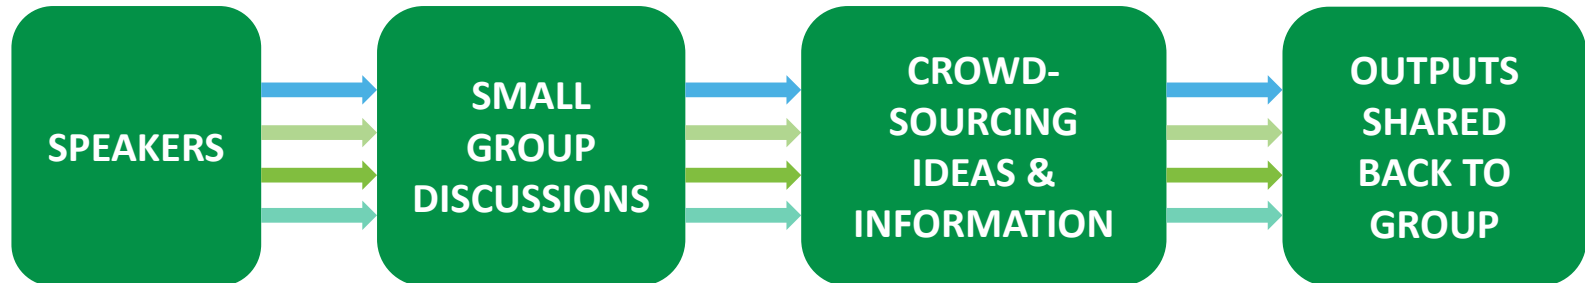 SPEAKERS
SMALL
GROUP
DISCUSSIONS
CROWD-
SOURCING
IDEAS &
INFORMATION
OUTPUTS
SHARED
BACK TO
GROUP